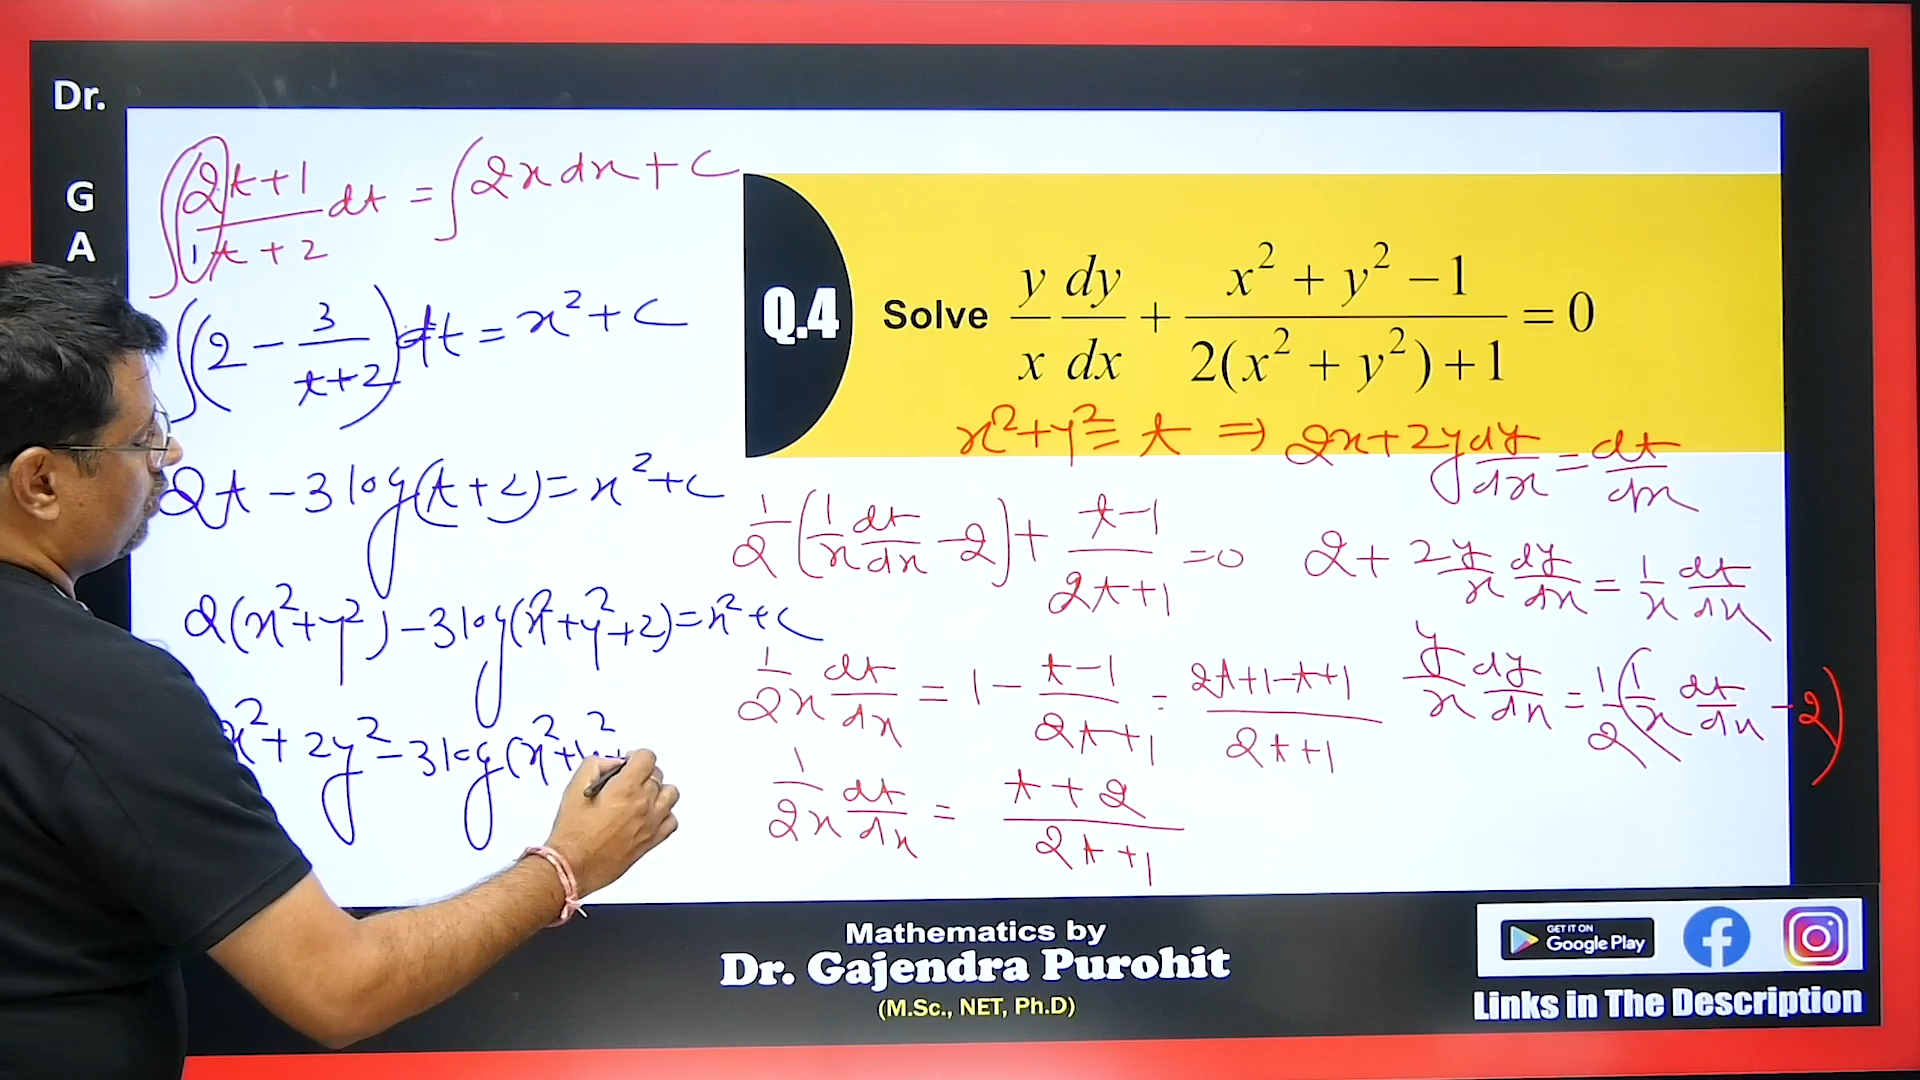 Dr.
G
A
∫ (2t+1)/(1t+2) dt = ∫2x dx + C
∫(2 - 3/(t+2)) dt = x² + C
2t - 3 log(t+2) = x² + C
2(x²+y²) - 3 log(x²+y²+2) = x² + C
x² + 2y² - 3 log(x²+y²+
Q.4 Solve y/x dy/dx + (x² + y² - 1)/(2(x² + y²) + 1) = 0
x²+y² = t ⇒ 2x + 2y dy/dx = dt/dx
1/2 (1/x dt/dx - 2) + (t-1)/(2t+1) = 0
2 + 2y/x dy/dx = 1/x dt/dx
1/2x dt/dx = 1 - (t-1)/(2t+1) = (2t+1-t+1)/(2t+1)
y/x dy/dx = 1/2 (1/x dt/dx - 2)
1/2x dt/dx = (t+2)/(2t+1)
Mathematics by
Dr. Gajendra Purohit
(M.Sc., NET, Ph.D)
GET IT ON
Google Play
Links in The Description